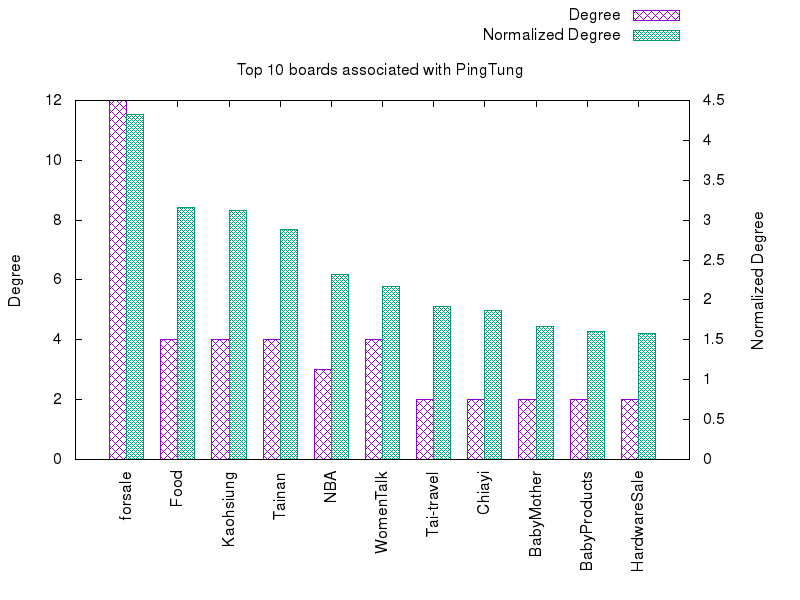 Degree
Normalized Degree
Top 10 boards associated with PingTung
12
10
8
6
4
2
0
4.5
4
3.5
3
2.5
2
1.5
1
0.5
0
Degree
Normalized Degree
forsale
Food
Kaohsiung
Tainan
NBA
WomenTalk
Tai-travel
Chiayi
BabyMother
BabyProducts
HardwareSale